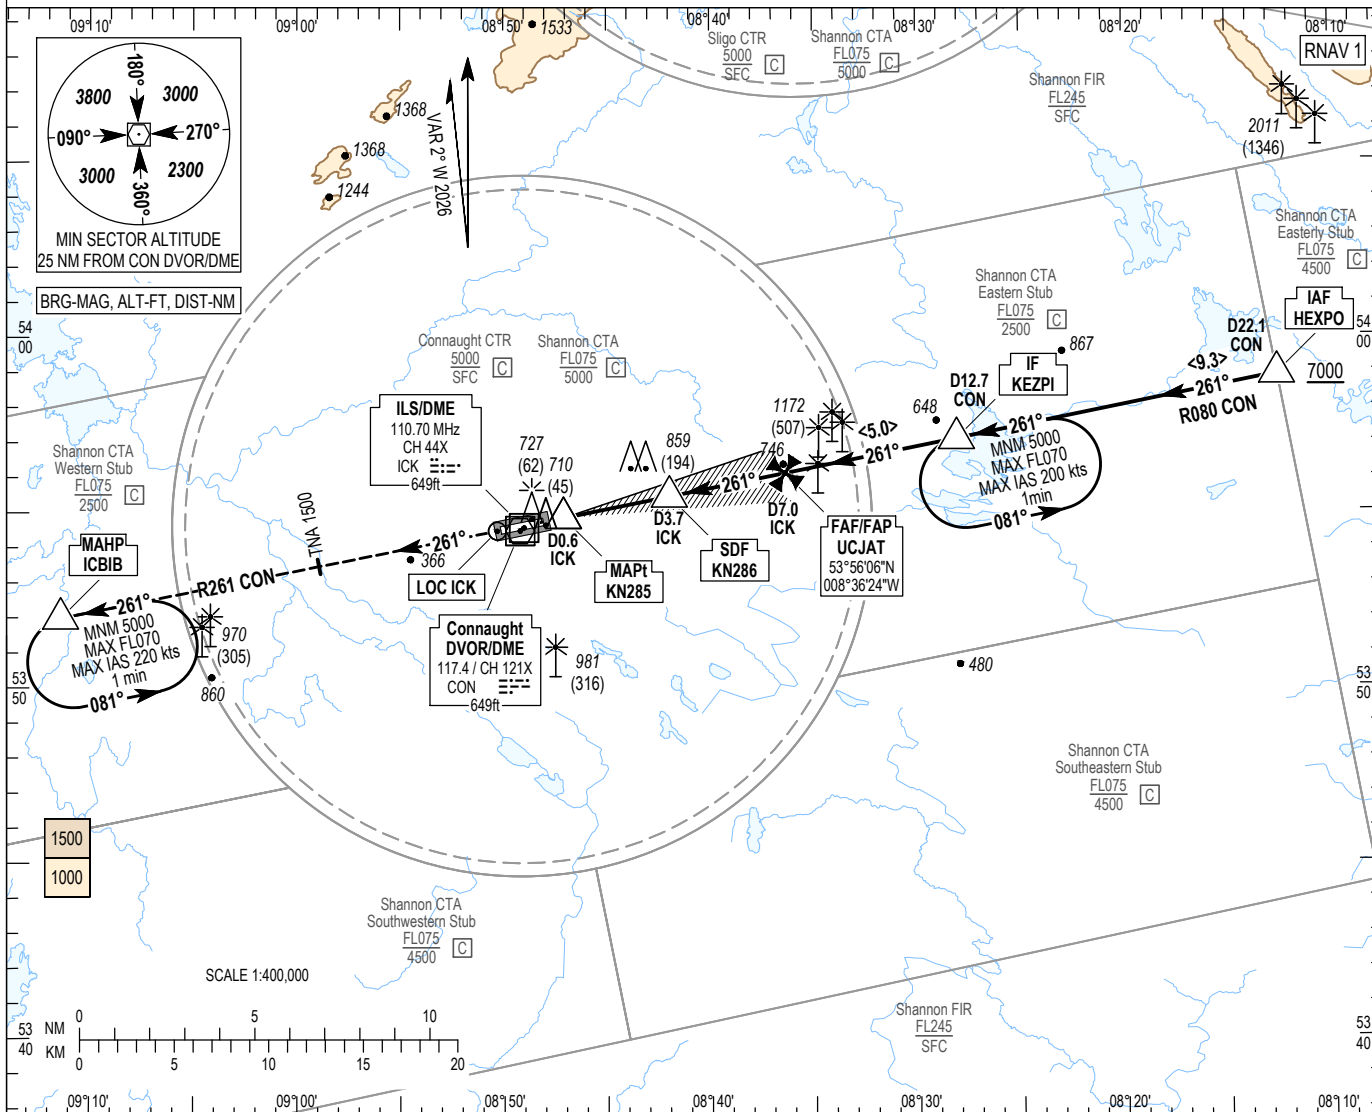 09°10'
09°00'
08°50'
08°40'
08°30'
08°20'
08°10'
RNAV 1
180°
3800
3000
090°
270°
3000
2300
360°
MIN SECTOR ALTITUDE
25 NM FROM CON DVOR/DME
BRG-MAG, ALT-FT, DIST-NM
VAR 2° W 2026
1533
1368
1368
1244
Sligo CTR
5000
SFC
C
Shannon CTA
FL075
5000
C
Shannon FIR
FL245
SFC
2011
(1346)
Shannon CTA
Easterly Stub
FL075
4500
C
Shannon CTA
Eastern Stub
FL075
2500
C
867
IAF
HEXPO
D22.1
CON
7000
<9.3>
261°
R080 CON
54
00
54
00
Connaught CTR
5000
SFC
C
Shannon CTA
FL075
5000
C
IF
KEZPI
D12.7
CON
648
261°
MNM 5000
MAX FL070
MAX IAS 200 kts
1min
081°
<5.0>
261°
1172
(507)
746
ILS/DME
110.70 MHz
CH 44X
ICK
649ft
727
(62)
710
(45)
859
(194)
261°
D7.0
ICK
FAF/FAP
UCJAT
53°56'06"N
008°36'24"W
D3.7
ICK
SDF
KN286
D0.6
ICK
MAPt
KN285
LOC ICK
Connaught
DVOR/DME
117.4 / CH 121X
CON
649ft
981
(316)
261°
366
TNA 1500
R261 CON
Shannon CTA
Western Stub
FL075
2500
C
MAHP
ICBIB
261°
MNM 5000
MAX FL070
MAX IAS 220 kts
1 min
081°
970
(305)
860
480
53
50
53
50
Shannon CTA
Southeastern Stub
FL075
4500
C
1500
1000
Shannon CTA
Southwestern Stub
FL075
4500
C
SCALE 1:400,000
NM
0
5
10
KM
0
5
10
15
20
Shannon FIR
FL245
SFC
53
40
53
40
09°10'
09°00'
08°50'
08°40'
08°30'
08°20'
08°10'